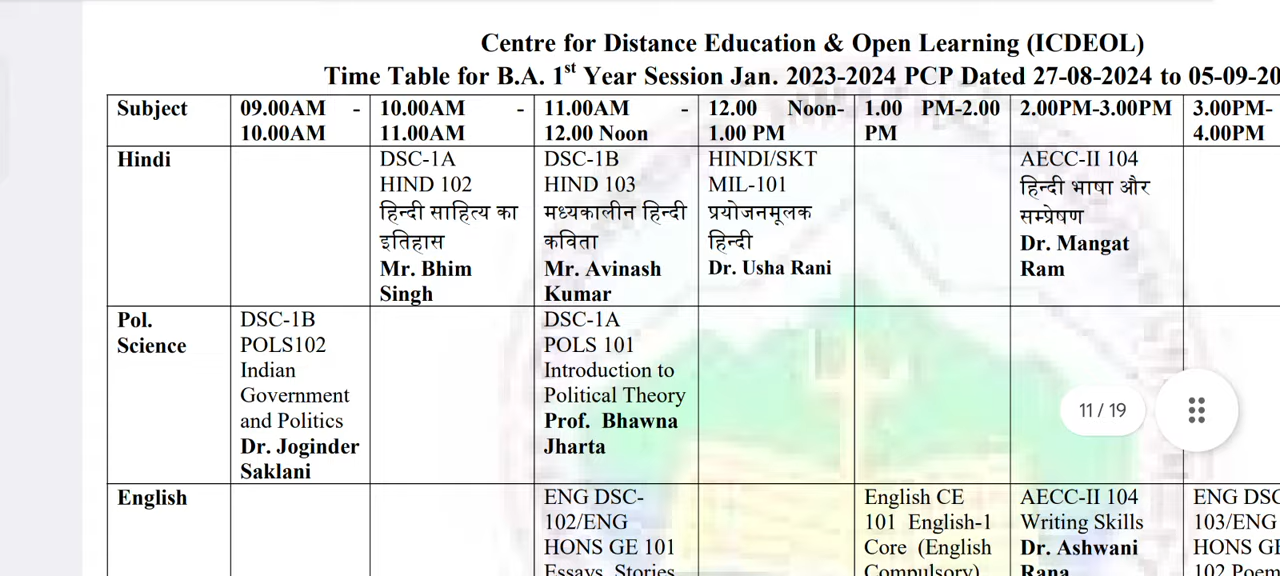 Centre for Distance Education & Open Learning (ICDEOL)
Time Table for B.A. 1st Year Session Jan. 2023-2024 PCP Dated 27-08-2024 to 05-09-20
Subject
09.00AM -
10.00AM
10.00AM -
11.00AM
11.00AM -
12.00 Noon
12.00 Noon-
1.00 PM
1.00 PM-2.00
PM
2.00PM-3.00PM
3.00PM-
4.00PM
Hindi
DSC-1A
HIND 102
हिन्दी साहित्य का
इतिहास
Mr. Bhim
Singh
DSC-1B
HIND 103
मध्यकालीन हिन्दी
कविता
Mr. Avinash
Kumar
HINDI/SKT
MIL-101
प्रयोजनमूलक
हिन्दी
Dr. Usha Rani
AECC-II 104
हिन्दी भाषा और
सम्प्रेषण
Dr. Mangat
Ram
Pol.
Science
DSC-1B
POLS102
Indian
Government
and Politics
Dr. Joginder
Saklani
DSC-1A
POLS 101
Introduction to
Political Theory
Prof. Bhawna
Jharta
11 / 19
English
ENG DSC-
102/ENG
HONS GE 101
Essays, Stories
English CE
101 English-1
Core (English
Compulsory)
AECC-II 104
Writing Skills
Dr. Ashwani
Rana
ENG DSC
103/ENG
HONS GE
102 Poem